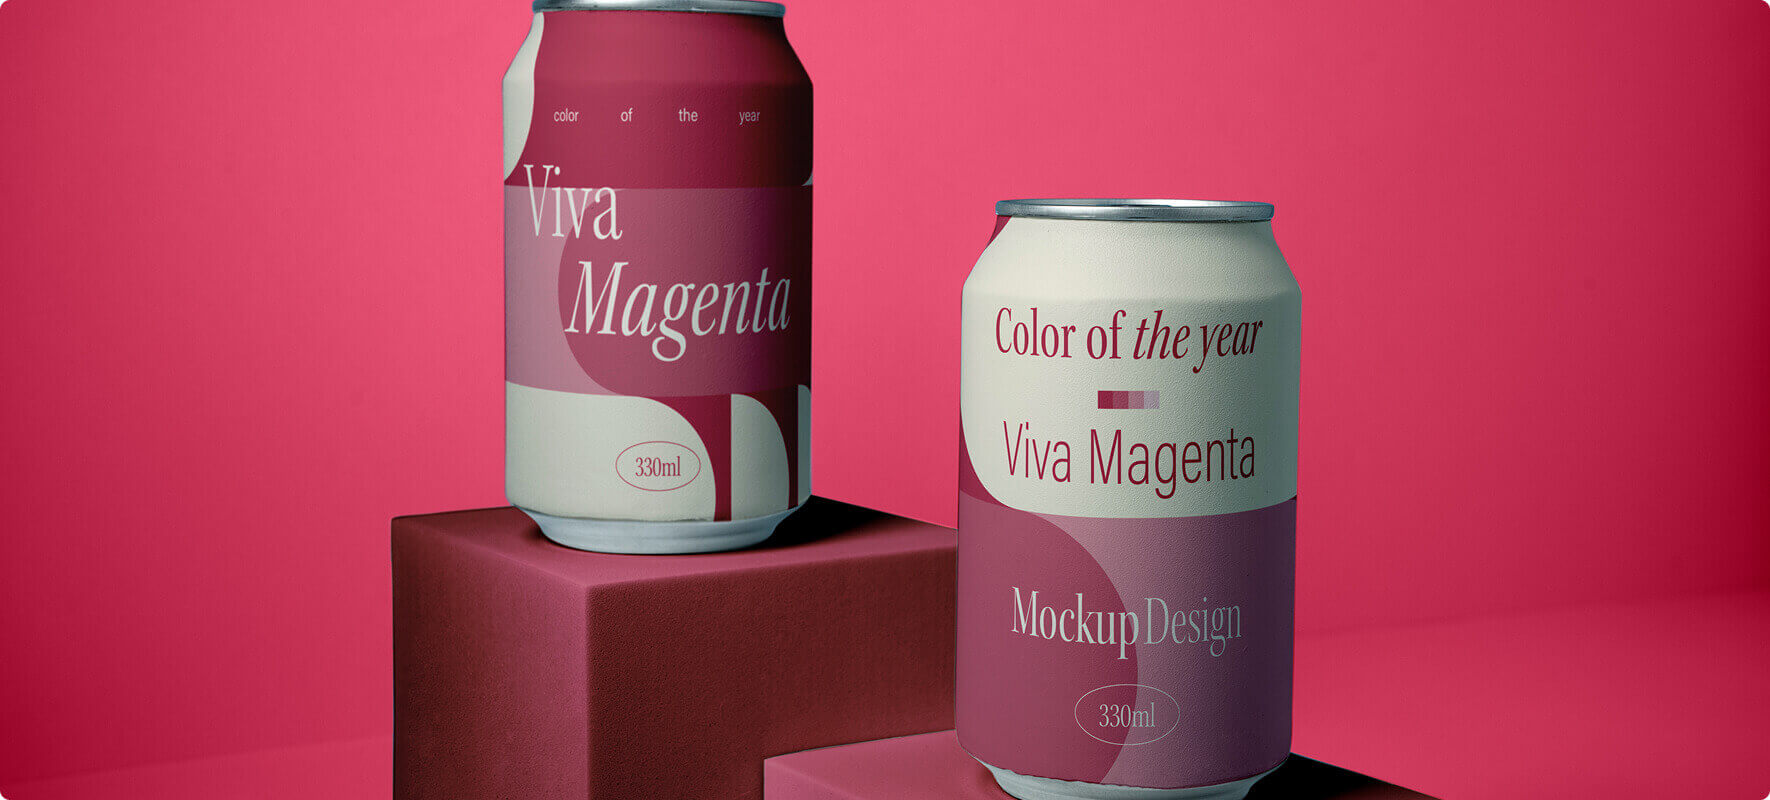 color of the year
Viva
Magenta
330ml
Color of the year
Viva Magenta
Mockup Design
330ml